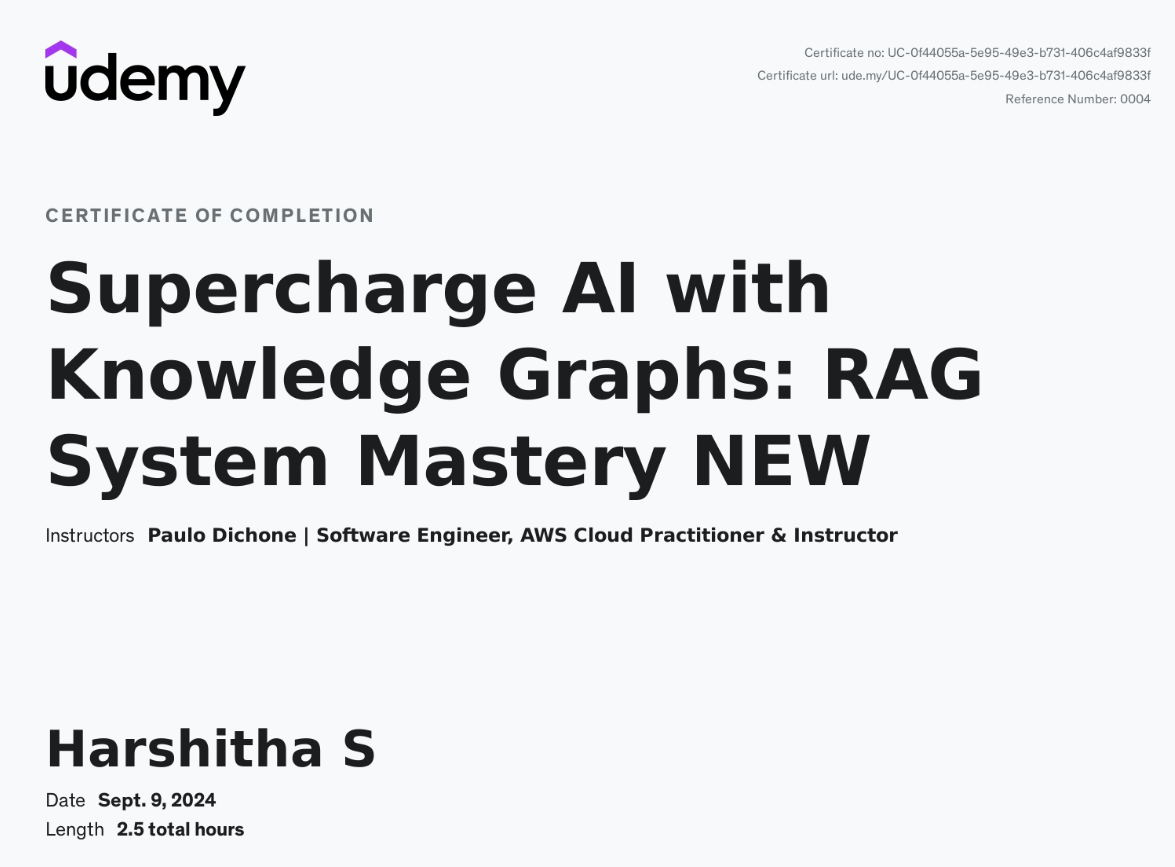 udemy
Certificate no: UC-0f44055a-5e95-49e3-b731-406c4af9833f
Certificate url: ude.my/UC-0f44055a-5e95-49e3-b731-406c4af9833f
Reference Number: 0004
CERTIFICATE OF COMPLETION
Supercharge AI with
Knowledge Graphs: RAG
System Mastery NEW
Instructors Paulo Dichone | Software Engineer, AWS Cloud Practitioner & Instructor
Harshitha S
Date Sept. 9, 2024
Length 2.5 total hours